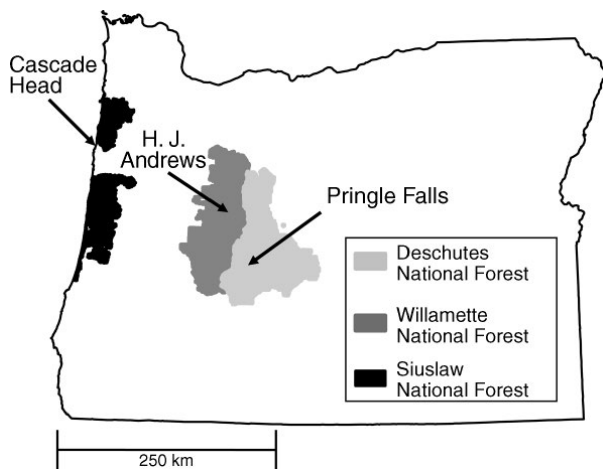 Cascade
Head
H. J.
Andrews
Pringle Falls
Deschutes
National Forest
Willamette
National Forest
Siuslaw
National Forest
250 km